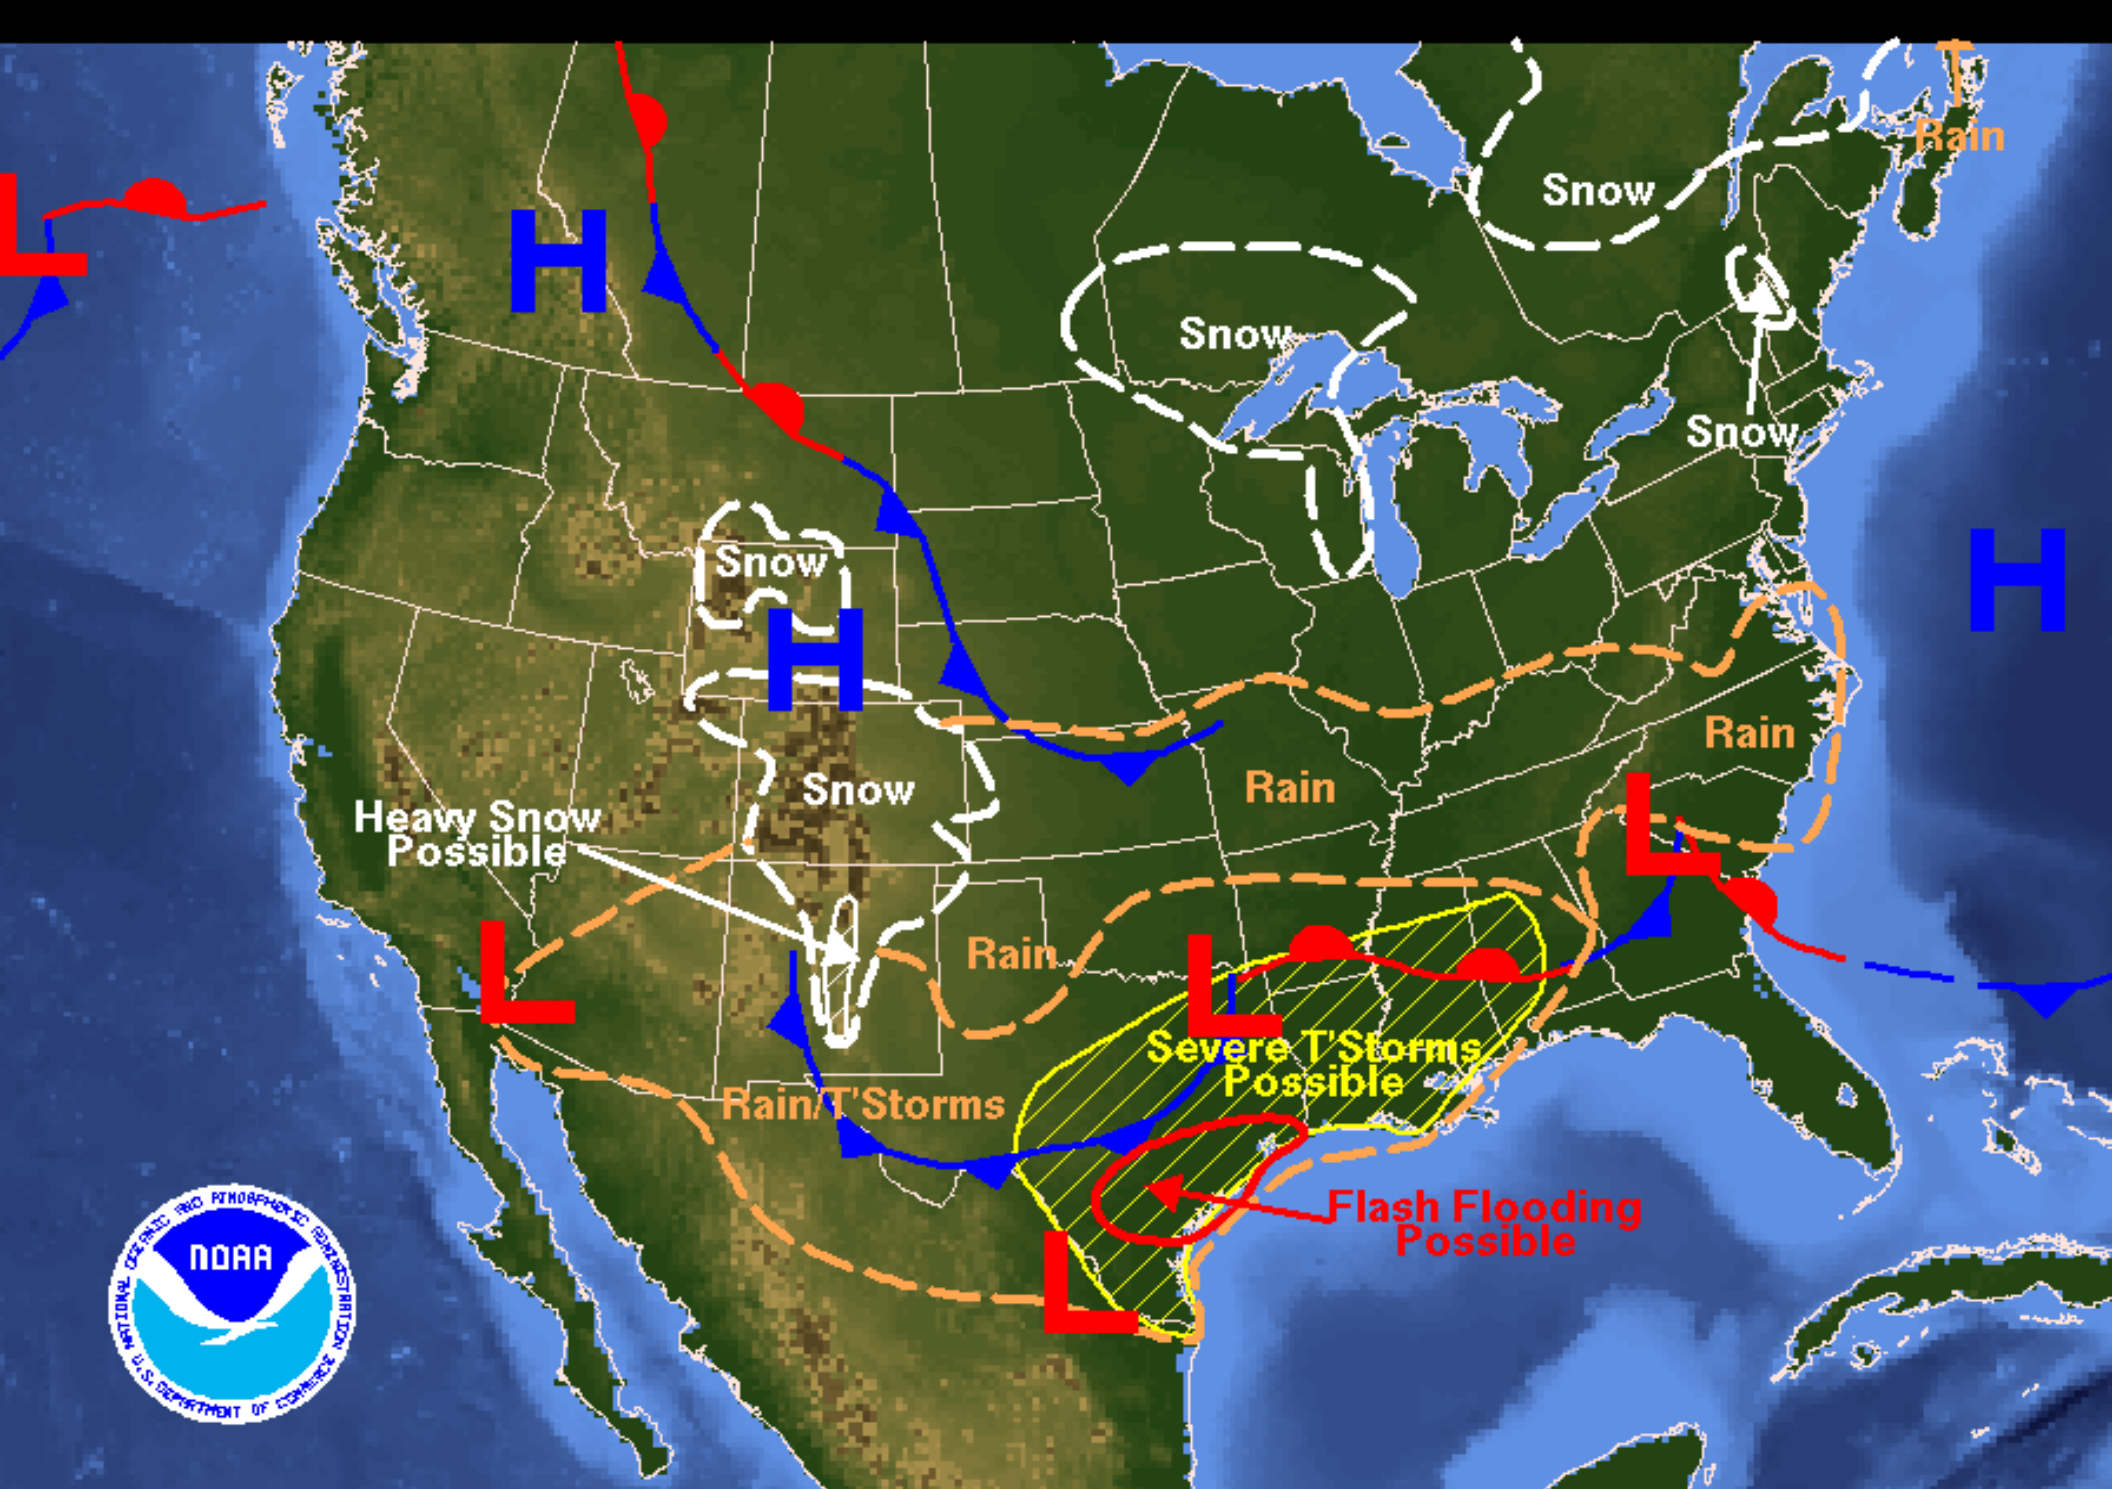 Rain
Snow
H
L
Snow
Snow
Snow
H
H
Rain
Snow
Rain
Heavy Snow
Possible
L
Rain
L
L
Severe T'Storms
Possible
Rain/T'Storms
Flash Flooding
Possible
L
NOAA
NATIONAL OCEANIC AND ATMOSPHERIC ADMINISTRATION
U.S. DEPARTMENT OF COMMERCE